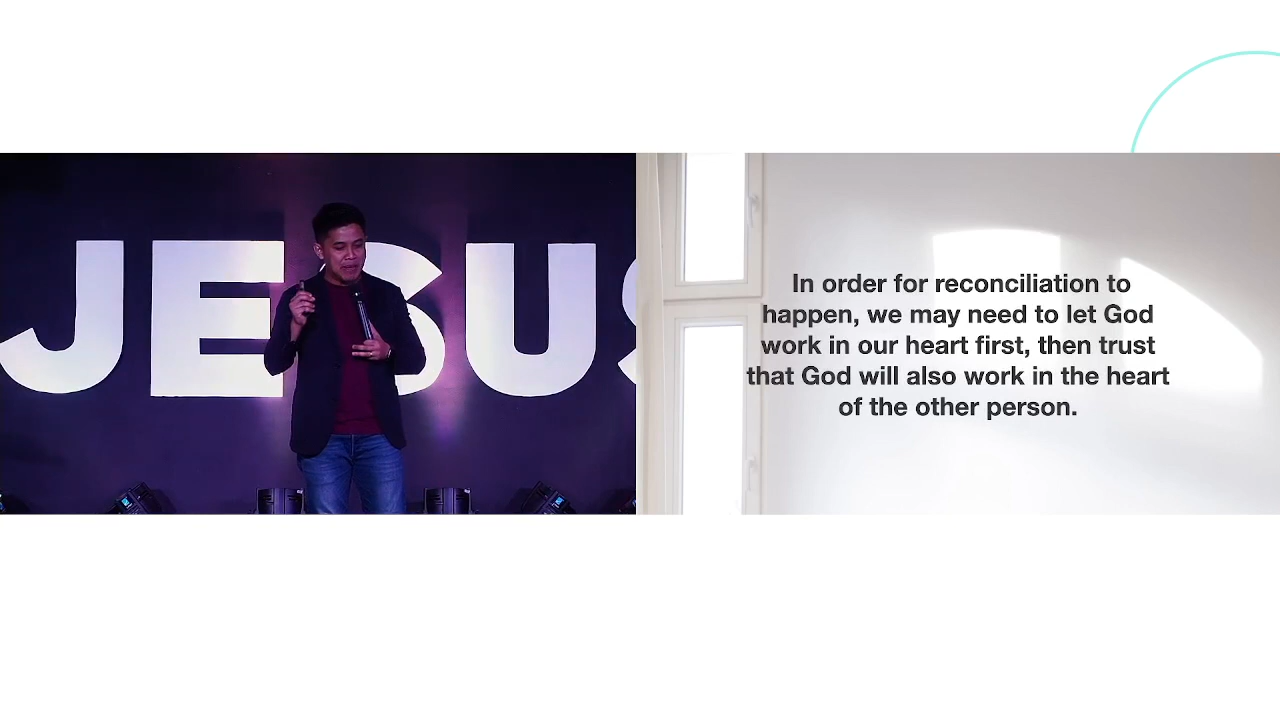 JESUS
In order for reconciliation to
happen, we may need to let God
work in our heart first, then trust
that God will also work in the heart
of the other person.